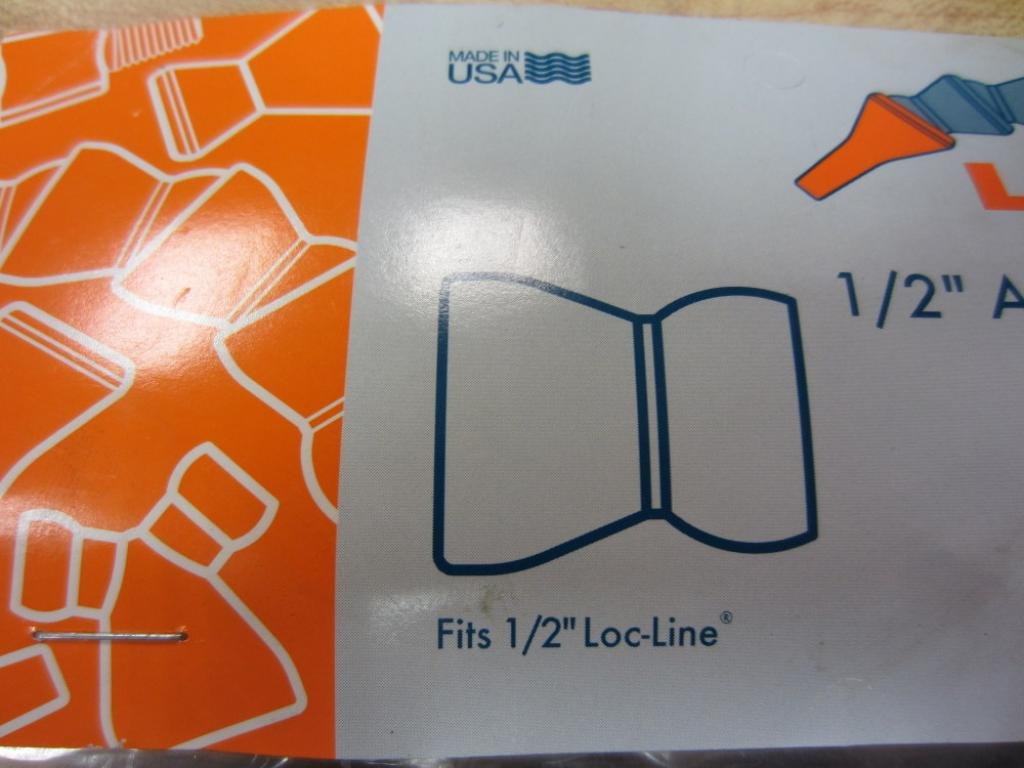 MADE IN
USA
1/2" A
Fits 1/2" Loc-Line®